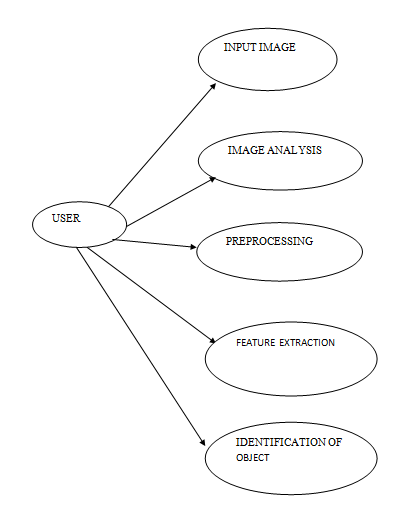 INPUT IMAGE
IMAGE ANALYSIS
USER
PREPROCESSING
FEATURE EXTRACTION
IDENTIFICATION OF
OBJECT